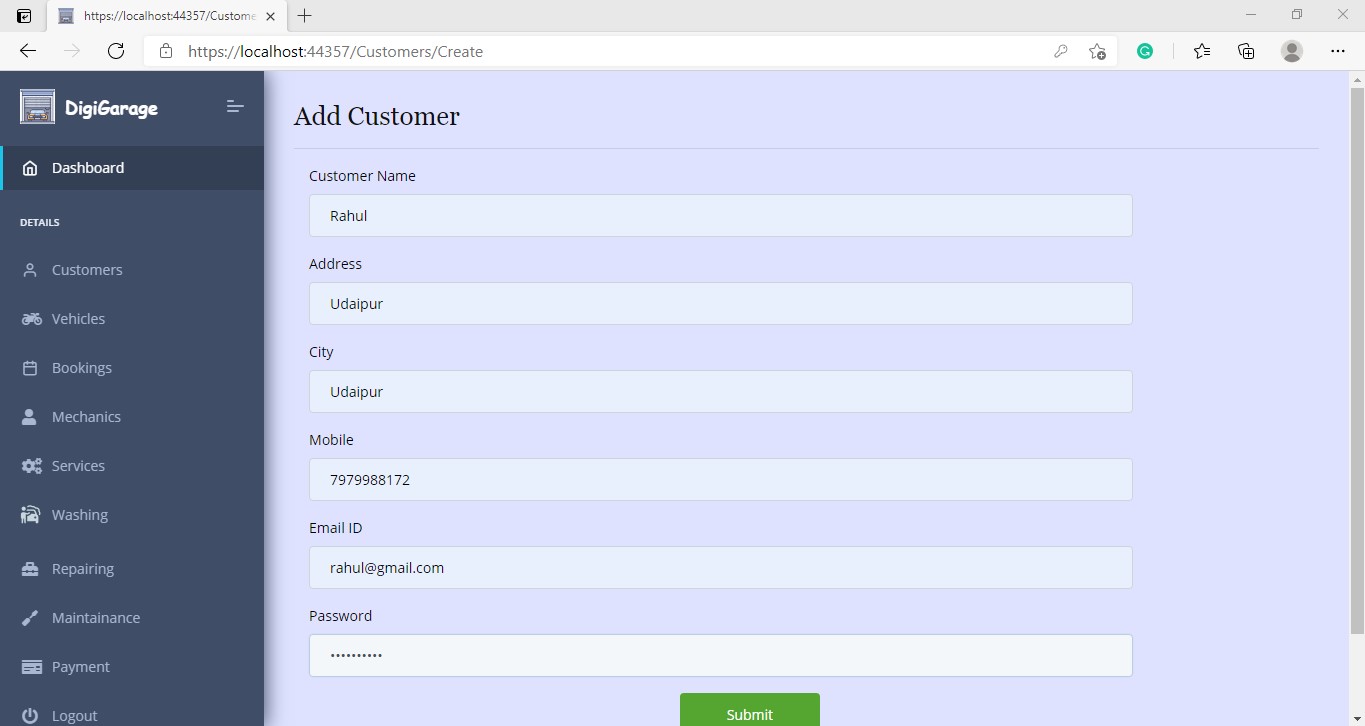 https://localhost:44357/Custome
https://localhost:44357/Customers/Create
DigiGarage
Dashboard
DETAILS
Customers
Vehicles
Bookings
Mechanics
Services
Washing
Repairing
Maintainance
Payment
Logout
Add Customer
Customer Name
Rahul
Address
Udaipur
City
Udaipur
Mobile
7979988172
Email ID
rahul@gmail.com
Password
••••••••••
Submit